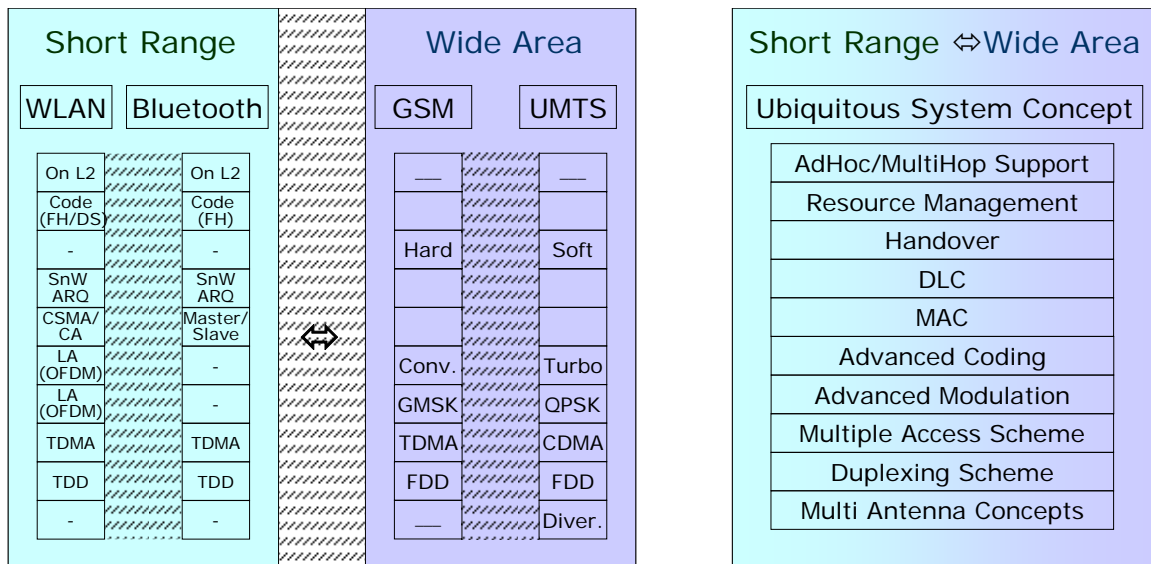 Short Range
Wide Area
Short Range ⇔Wide Area
WLAN
Bluetooth
GSM
UMTS
Ubiquitous System Concept
On L2
On L2
___
___
AdHoc/MultiHop Support
Code
(FH/DS)
Code
(FH)
Resource Management
-
-
Hard
Soft
Handover
SnW
ARQ
SnW
ARQ
DLC
CSMA/
CA
Master/
Slave
⇔
MAC
LA
(OFDM)
-
Conv.
Turbo
Advanced Coding
LA
(OFDM)
-
GMSK
QPSK
Advanced Modulation
TDMA
TDMA
TDMA
CDMA
Multiple Access Scheme
TDD
TDD
FDD
FDD
Duplexing Scheme
-
-
___
Diver.
Multi Antenna Concepts